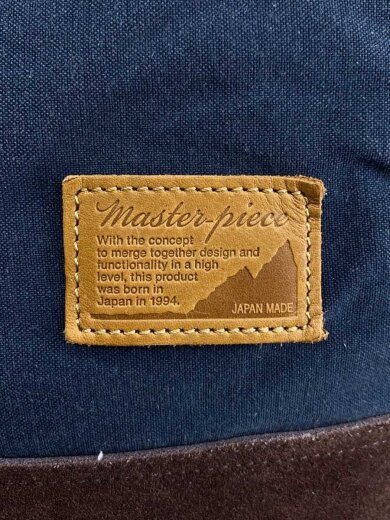 Master-piece
With the concept
to merge together design and
functionality in a high
level, this product
was born in
Japan in 1994.
JAPAN MADE